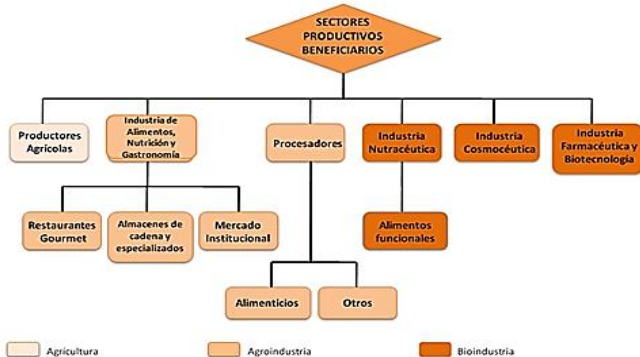 SECTORES
PRODUCTIVOS
BENEFICIARIOS
Productores
Agrícolas
Industria de
Alimentos,
Nutrición y
Gastronomía
Procesadores
Industria
Nutracéutica
Industria
Cosmocéutica
Industria
Farmacéutica y
Biotecnología
Restaurantes
Gourmet
Almacenes de
cadena y
especializados
Mercado
Institucional
Alimentos
funcionales
Alimenticios
Otros
Agricultura
Agroindustria
Bioindustria